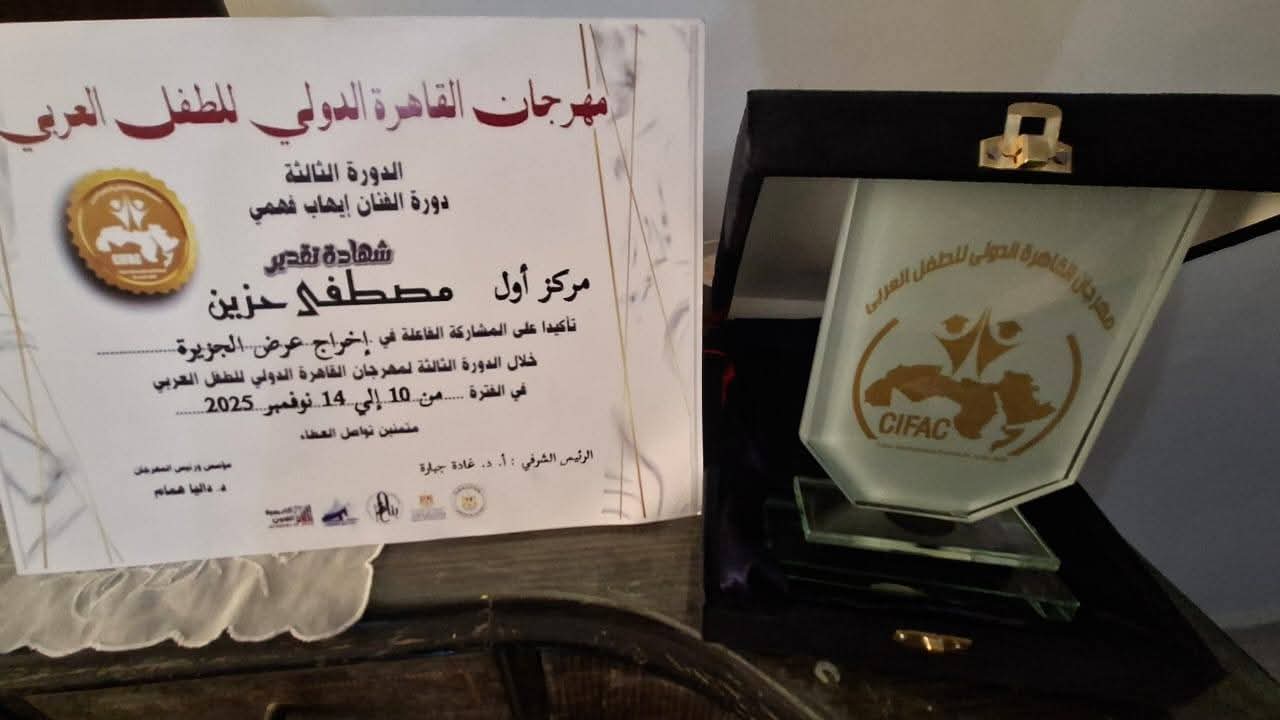 مهرجان القاهرة الدولي للطفل العربي
الدورة الثالثة
دورة الفنان إيهاب فهمي
شهادة تقدير
مركز أول مصطفى حزين
تأكيدا على المشاركة الفاعلة في إخراج عرض الجزيرة
خلال الدورة الثالثة لمهرجان القاهرة الدولي للطفل العربي
في الفترة من 10 إلي 14 نوفمبر 2025
متمنين تواصل العطاء
الرئيس الشرفي : أ. د. غادة جبارة
مؤسس ورئيس المهرجان
د. داليا همام
CIFAC
مهرجان القاهرة الدولى للطفل العربى
CIFAC